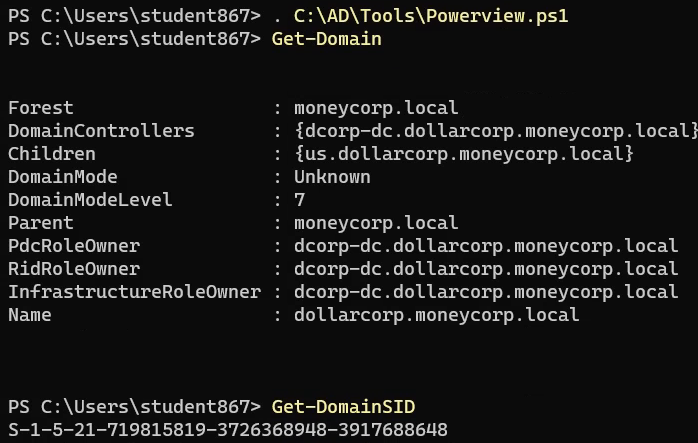 PS C:\Users\student867> . C:\AD\Tools\Powerview.ps1
PS C:\Users\student867> Get-Domain
Forest : moneycorp.local
DomainControllers : {dcorp-dc.dollarcorp.moneycorp.local}
Children : {us.dollarcorp.moneycorp.local}
DomainMode : Unknown
DomainModeLevel : 7
Parent : moneycorp.local
PdcRoleOwner : dcorp-dc.dollarcorp.moneycorp.local
RidRoleOwner : dcorp-dc.dollarcorp.moneycorp.local
InfrastructureRoleOwner : dcorp-dc.dollarcorp.moneycorp.local
Name : dollarcorp.moneycorp.local
PS C:\Users\student867> Get-DomainSID
S-1-5-21-719815819-3726368948-3917688648